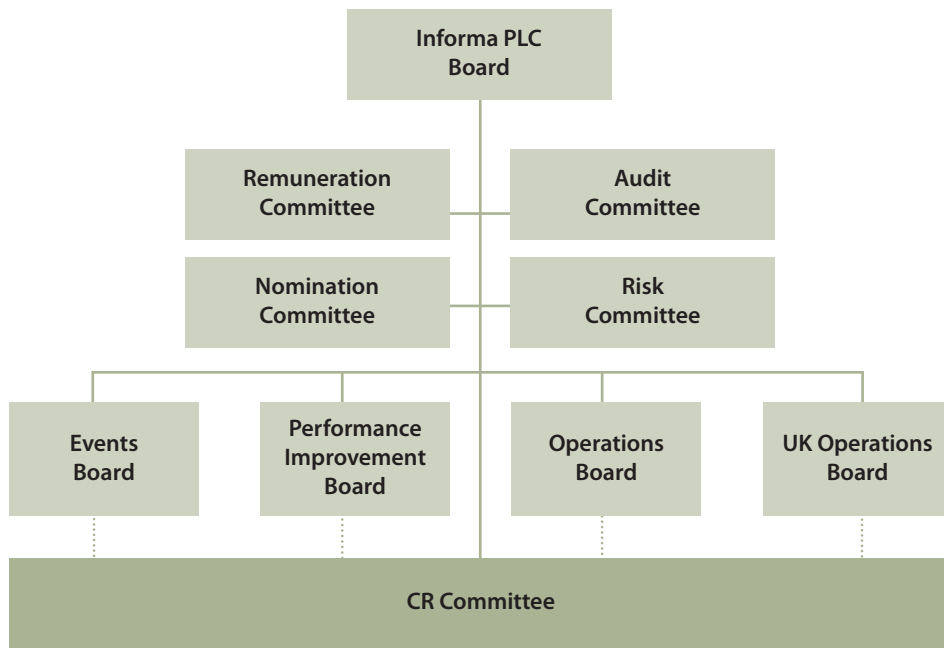 Informa PLC
Board
Remuneration
Committee
Audit
Committee
Nomination
Committee
Risk
Committee
Events
Board
Performance
Improvement
Board
Operations
Board
UK Operations
Board
CR Committee